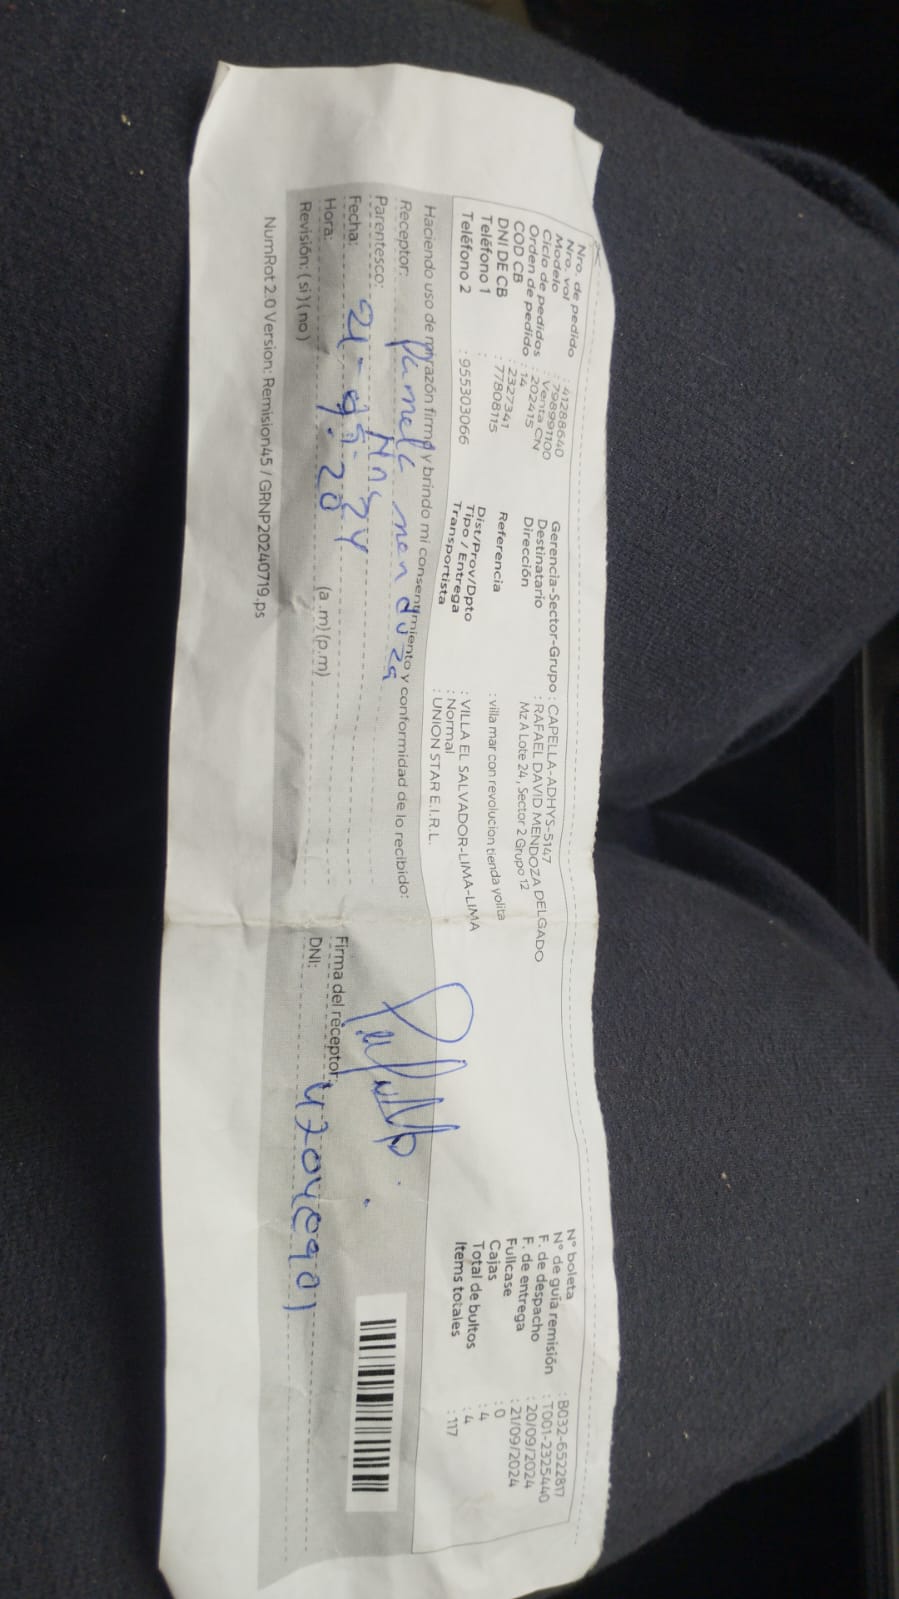 Nro. de pedido : 41288640
Nro. val : 798991100
Modelo : Venta CN
Ciclo de pedidos : 202415
Orden de pedido : 14
COD CB : 2327341
DNI DE CB : 77808115
Teléfono 1 :
Teléfono 2 : 955303066
Gerencia-Sector-Grupo : CAPELLA-ADHYS-5147
Destinatario : RAFAEL DAVID MENDOZA DELGADO
Dirección Mz A Lote 24, Sector 2 Grupo 12
Referencia : villa mar con revolucion tienda yolita
Dist/Prov/Dpto : VILLA EL SALVADOR-LIMA-LIMA
Tipo / Entrega : Normal
Transportista : UNION STAR E.I.R.L.
N° boleta : B032-6522817
N° de guía remisión : T001-2325440
F. de despacho : 20/09/2024
F. de entrega : 21/09/2024
Fullcase : 0
Cajas : 4
Total de bultos : 4
Items totales : 117
Haciendo uso de mi razón firmo y brindo mi consentimiento y conformidad de lo recibido:
Receptor: Pamela mendoza
Parentesco:
Fecha: 21-09-24
Hora: 9:20 (a.m)(p.m)
Revisión: (si)(no)
Firma del receptor:
DNI:
NumRot 2.0 Version: Remision45 / GRNP20240719.ps